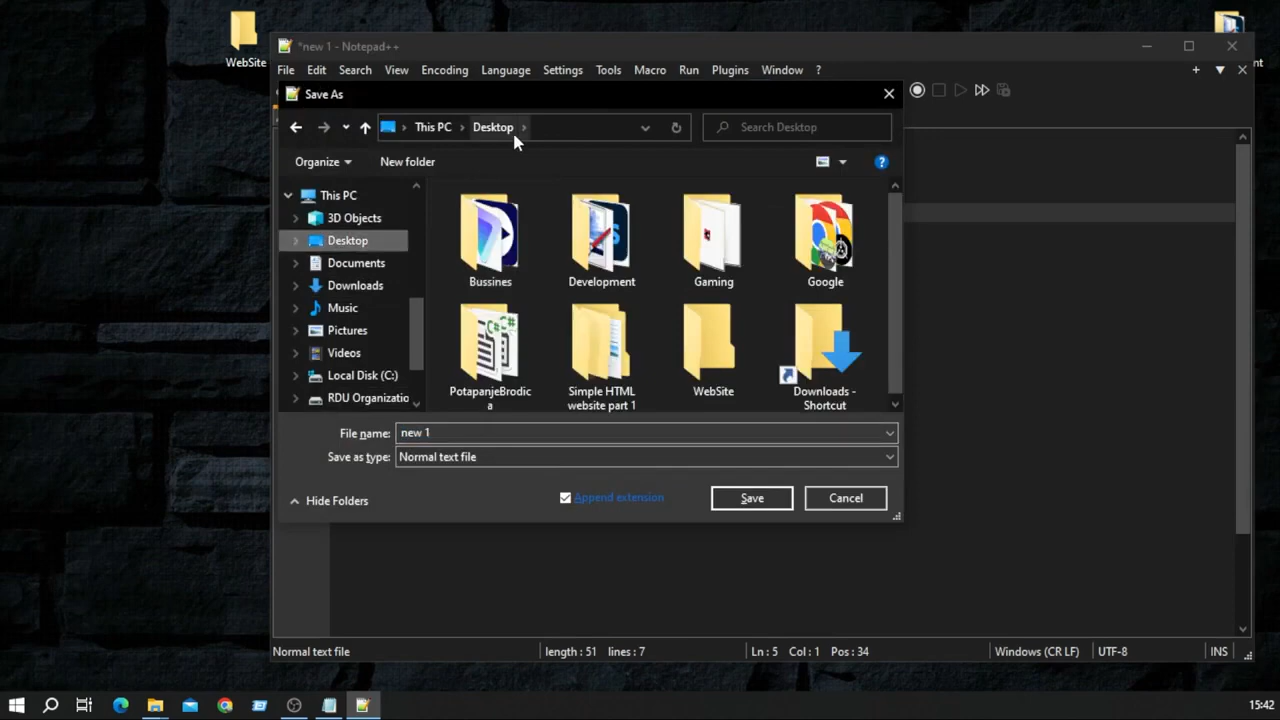 WebSite
*new 1 - Notepad++
File Edit Search View Encoding Language Settings Tools Macro Run Plugins Window ?
Save As
This PC Desktop
Search Desktop
Organize New folder
This PC
3D Objects
Desktop
Documents
Downloads
Music
Pictures
Videos
Local Disk (C:)
RDU Organizatio
Bussines
Development
Gaming
Google
PotapanjeBrodic
a
Simple HTML
website part 1
WebSite
Downloads -
Shortcut
File name: new 1
Save as type: Normal text file
Hide Folders
Append extension
Save
Cancel
Normal text file
length : 51 lines : 7
Ln : 5 Col : 1 Pos : 34
Windows (CR LF)
UTF-8
INS
15:42